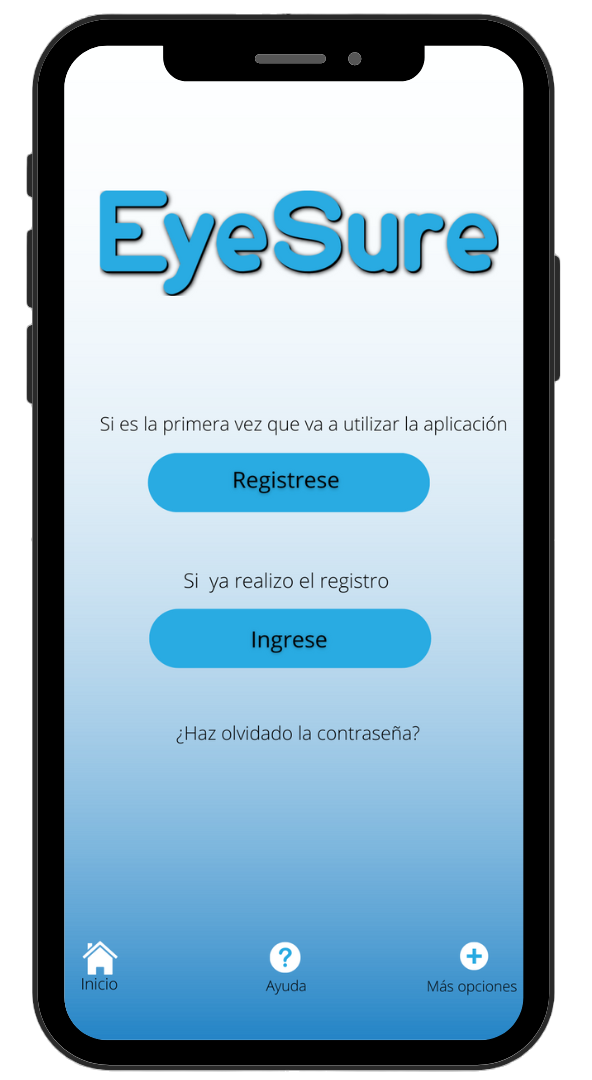 EyeSure
Si es la primera vez que va a utilizar la aplicación
Registrese
Si  ya realizo el registro
Ingrese
¿Haz olvidado la contraseña?
Inicio
Ayuda
Más opciones